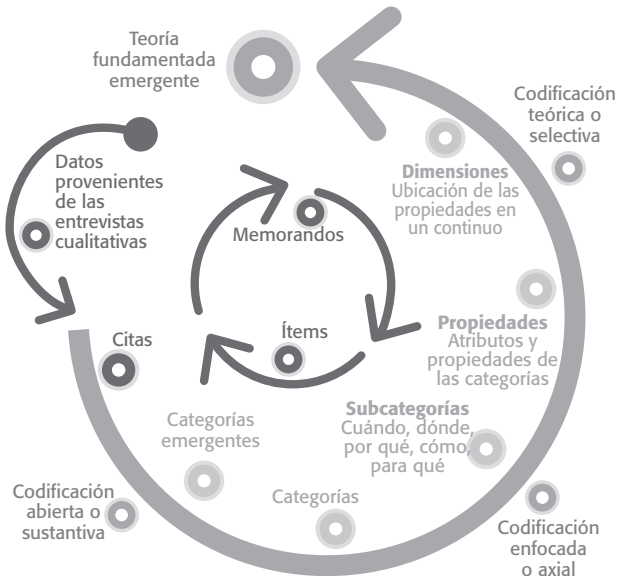 Teoría
fundamentada
emergente
Codificación
teórica o
selectiva
Datos
provenientes
de las
entrevistas
cualitativas
Dimensiones
Ubicación de las
propiedades en
un continuo
Memorandos
Ítems
Citas
Propiedades
Atributos y
propiedades de
las categorías
Subcategorías
Cuándo, dónde,
por qué, cómo,
para qué
Categorías
emergentes
Categorías
Codificación
abierta o
sustantiva
Codificación
enfocada
o axial